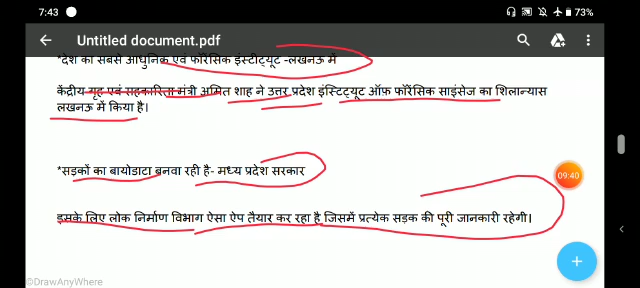 7:43
73%
Untitled document.pdf
*देश का सबसे आधुनिक एवं फॉरेंसिक इंस्टीट्यूट -लखनऊ में
केंद्रीय गृह एवं सहकारिता मंत्री अमित शाह ने उत्तर प्रदेश इंस्टिट्यूट ऑफ फॉरेंसिक साइंसेज का शिलान्यास
लखनऊ में किया है।
*सड़कों का बायोडाटा बनवा रही है- मध्य प्रदेश सरकार
09:40
इसके लिए लोक निर्माण विभाग ऐसा ऐप तैयार कर रहा है जिसमें प्रत्येक सड़क की पूरी जानकारी रहेगी।
©DrawAnyWhere